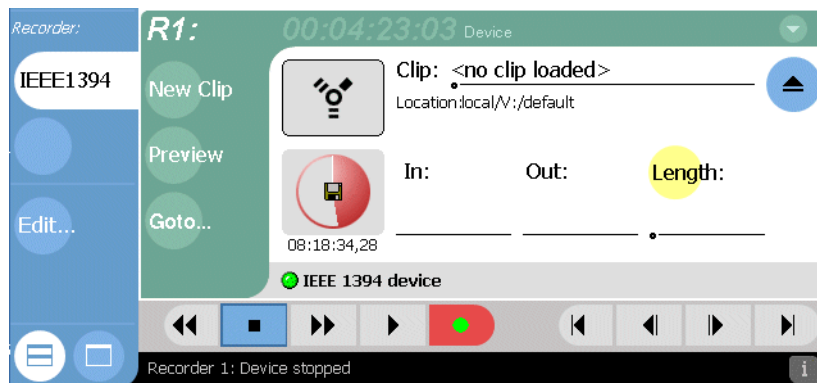 Recorder:
IEEE1394
Edit...
R1:
00:04:23:03 Device
New Clip
Preview
Goto...
Clip: <no clip loaded>
Location:local/V:/default
In:
Out:
Length:
08:18:34,28
IEEE 1394 device
Recorder 1: Device stopped
i